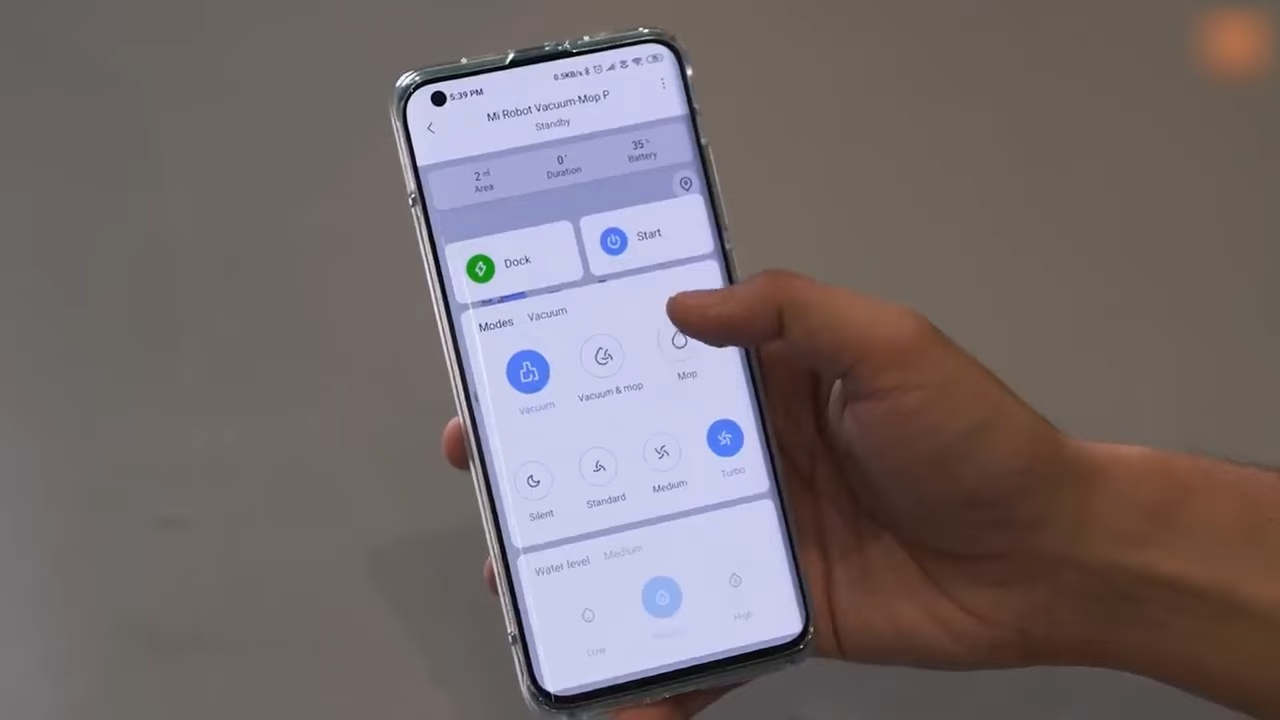 5:39 PM 0.5KB/s
Mi Robot Vacuum-Mop P
Standby
2 ㎡ 0' 35 %
Area Duration Battery
Dock Start
Modes Vacuum
Vacuum Vacuum & mop Mop
Silent Standard Medium Turbo
Water level Medium
Low High